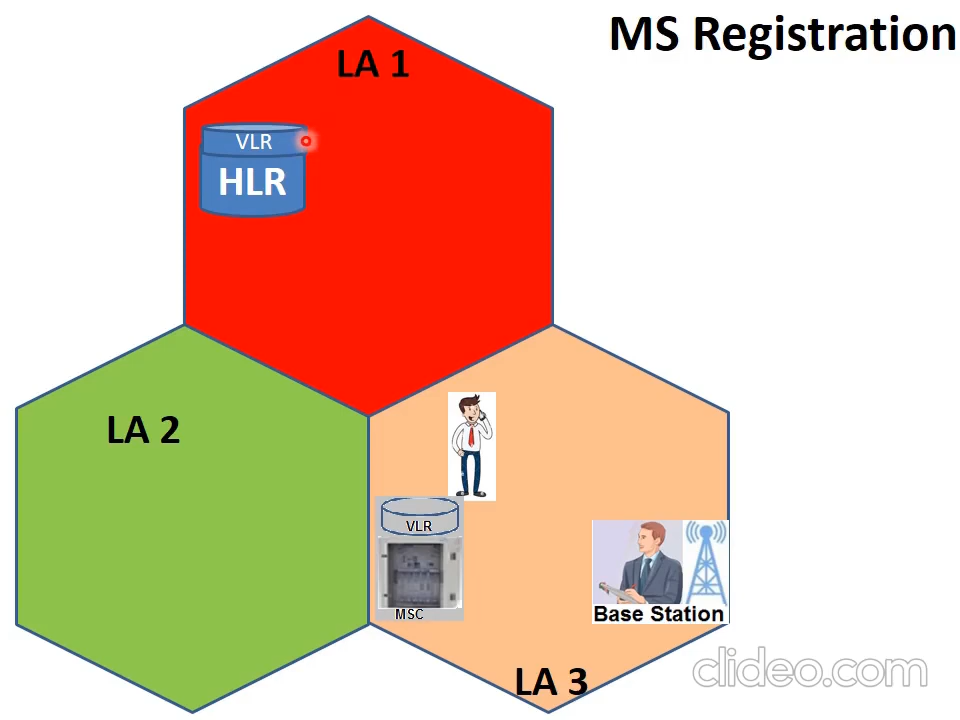 MS Registration
LA 1
VLR
HLR
LA 2
VLR
MSC
Base Station
LA 3
clideo.com